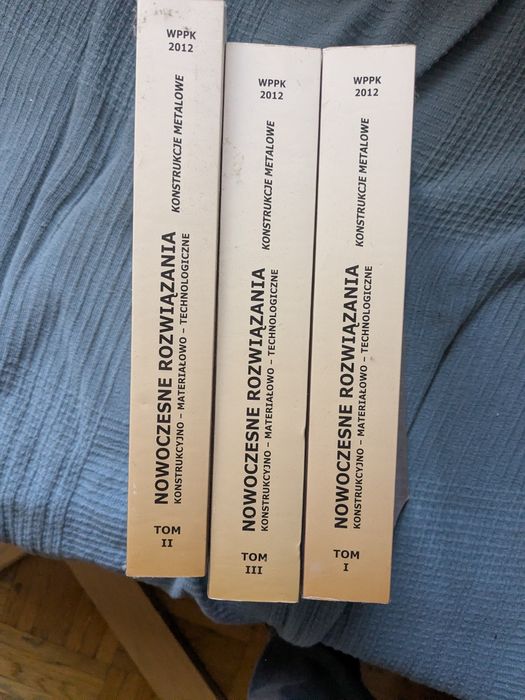 WPPK
2012
KONSTRUKCJE METALOWE
NOWOCZESNE ROZWIĄZANIA
KONSTRUKCYJNO – MATERIAŁOWO – TECHNOLOGICZNE
TOM
II
WPPK
2012
KONSTRUKCJE METALOWE
NOWOCZESNE ROZWIĄZANIA
KONSTRUKCYJNO – MATERIAŁOWO – TECHNOLOGICZNE
TOM
III
WPPK
2012
KONSTRUKCJE METALOWE
NOWOCZESNE ROZWIĄZANIA
KONSTRUKCYJNO – MATERIAŁOWO – TECHNOLOGICZNE
TOM
I